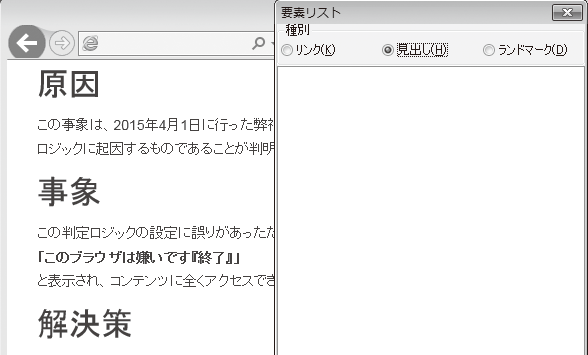 要素リスト
種別
リンク(K)
見出し(H)
ランドマーク(D)
原因
この事象は、2015年4月1日に行った弊社
ロジックに起因するものであることが判明
事象
この判定ロジックの設定に誤りがあった
「このブラウザは嫌いです『終了』」
と表示され、コンテンツに全くアクセスでき
解決策